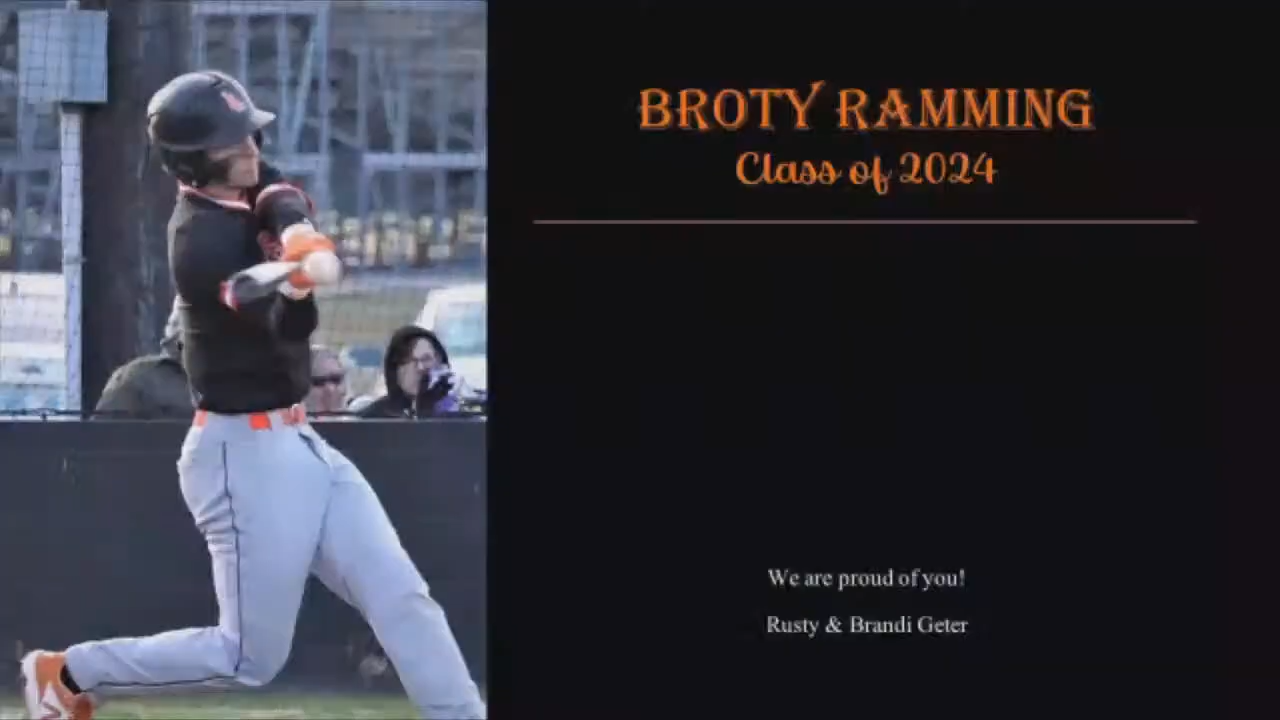 BROTY RAMMING
Class of 2024
We are proud of you!
Rusty & Brandi Geter